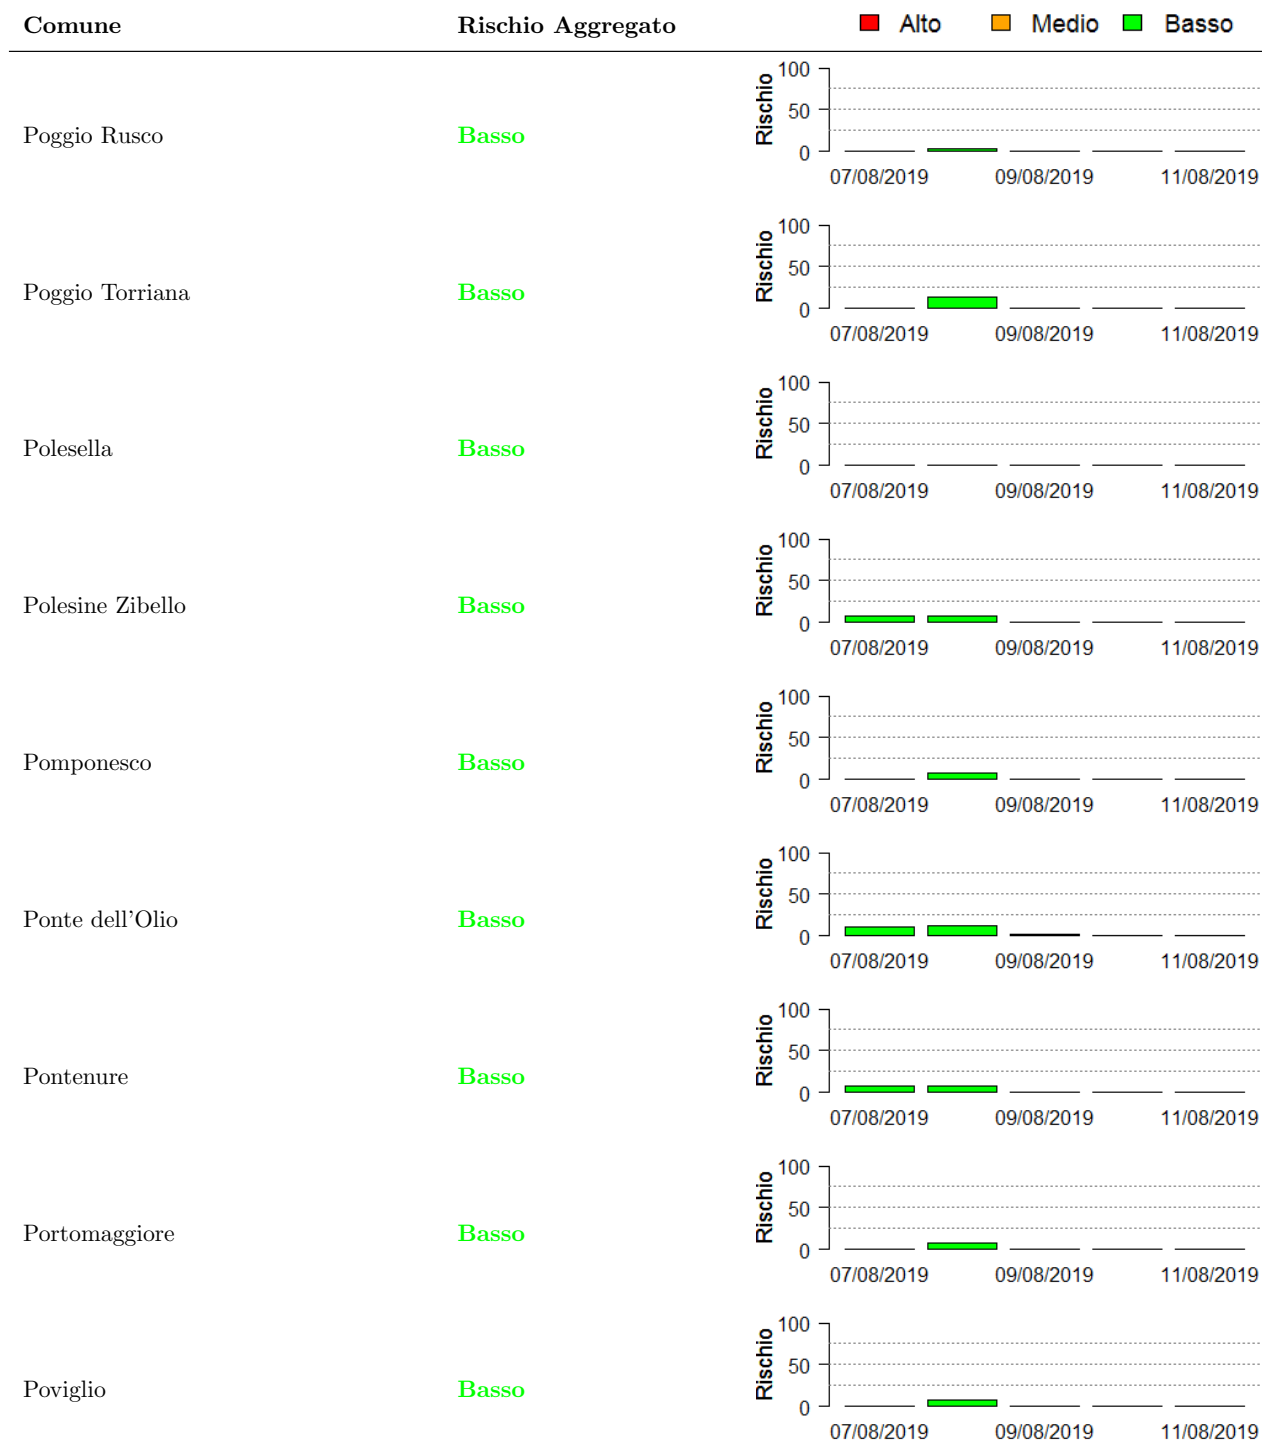 Comune Rischio Aggregato Alto Medio Basso
Poggio Rusco Basso
Rischio
100
50
0
07/08/2019 09/08/2019 11/08/2019
Poggio Torriana Basso
Rischio
100
50
0
07/08/2019 09/08/2019 11/08/2019
Polesella Basso
Rischio
100
50
0
07/08/2019 09/08/2019 11/08/2019
Polesine Zibello Basso
Rischio
100
50
0
07/08/2019 09/08/2019 11/08/2019
Pomponesco Basso
Rischio
100
50
0
07/08/2019 09/08/2019 11/08/2019
Ponte dell'Olio Basso
Rischio
100
50
0
07/08/2019 09/08/2019 11/08/2019
Pontenure Basso
Rischio
100
50
0
07/08/2019 09/08/2019 11/08/2019
Portomaggiore Basso
Rischio
100
50
0
07/08/2019 09/08/2019 11/08/2019
Poviglio Basso
Rischio
100
50
0
07/08/2019 09/08/2019 11/08/2019